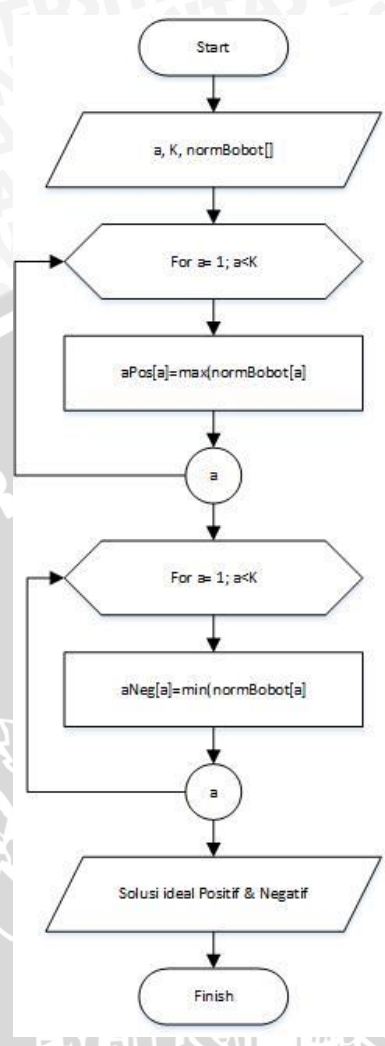 Start
a, K, normBobot[]
For a= 1; a<K
aPos[a]=max(normBobot[a]
a
For a= 1; a<K
aNeg[a]=min(normBobot[a]
a
Solusi ideal Positif & Negatif
Finish